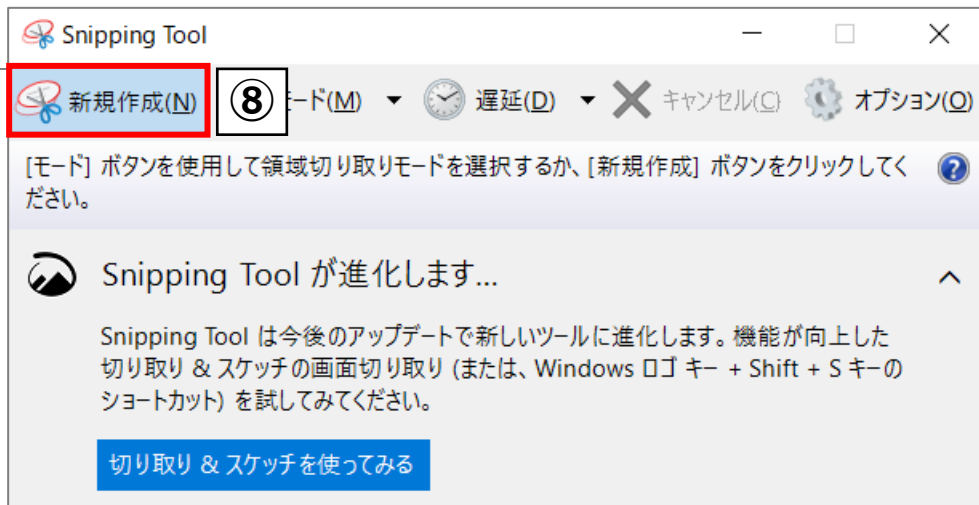 Snipping Tool
新規作成(N) ⑧ ード(M) 遅延(D) キャンセル(C) オプション(O)
[モード] ボタンを使用して領域切り取りモードを選択するか、[新規作成] ボタンをクリックしてく
ださい。
Snipping Tool が進化します...
Snipping Tool は今後のアップデートで新しいツールに進化します。機能が向上した
切り取り & スケッチの画面切り取り (または、Windows ロゴ キー + Shift + S キーの
ショートカット) を試してみてください。
切り取り & スケッチを使ってみる